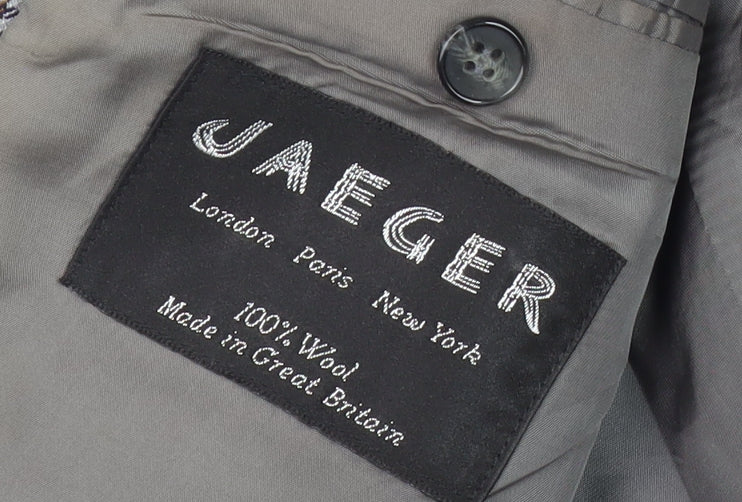 JAEGER
London Paris New York
100% Wool
Made in Great Britain